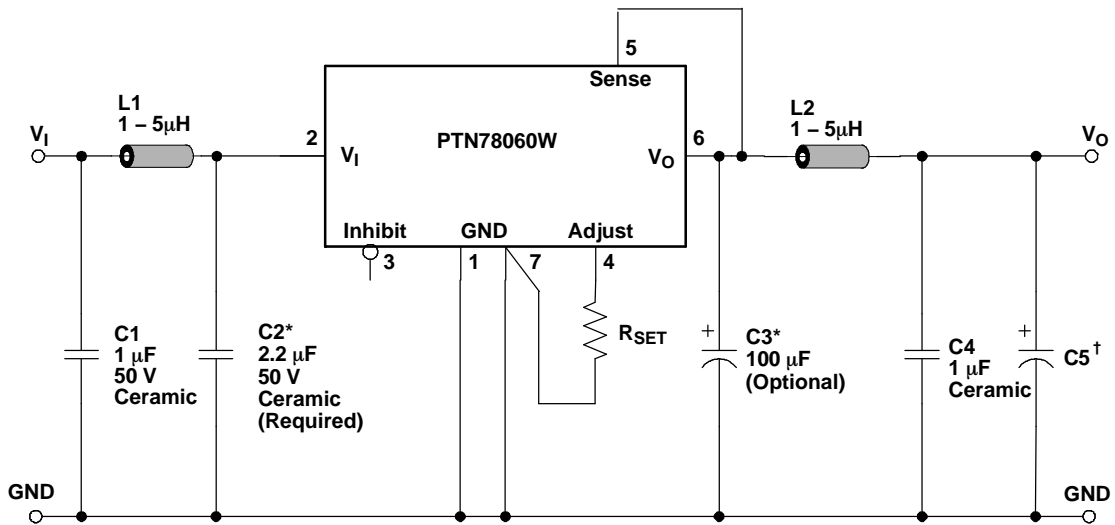 5
Sense
L1
1 – 5μH
L2
1 – 5μH
VI
2
VI
PTN78060W
VO
6
VO
Inhibit
GND
Adjust
3
1
7
4
RSET
C1
1 μF
50 V
Ceramic
C2*
2.2 μF
50 V
Ceramic
(Required)
+
C3*
100 μF
(Optional)
C4
1 μF
Ceramic
+
C5†
GND
GND